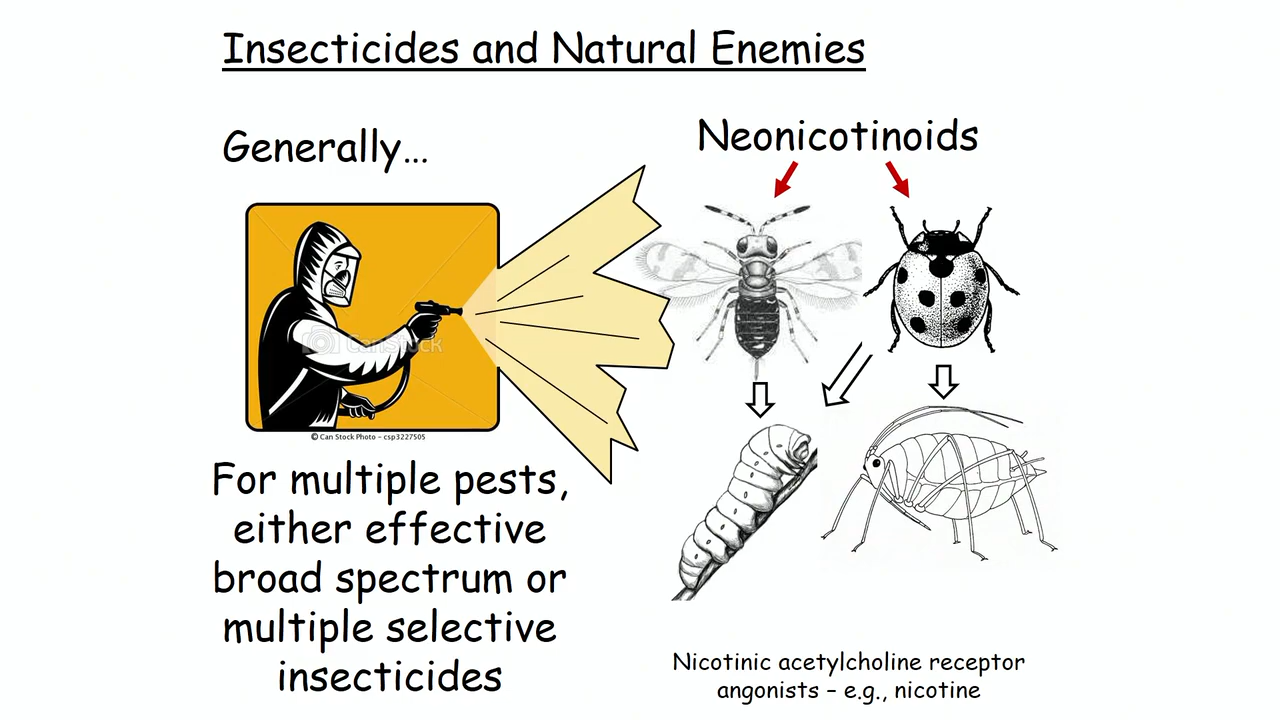 Insecticides and Natural Enemies
Generally...
Neonicotinoids
CanStock
© Can Stock Photo - csp3227505
For multiple pests,
either effective
broad spectrum or
multiple selective
insecticides
Nicotinic acetylcholine receptor
angonists – e.g., nicotine